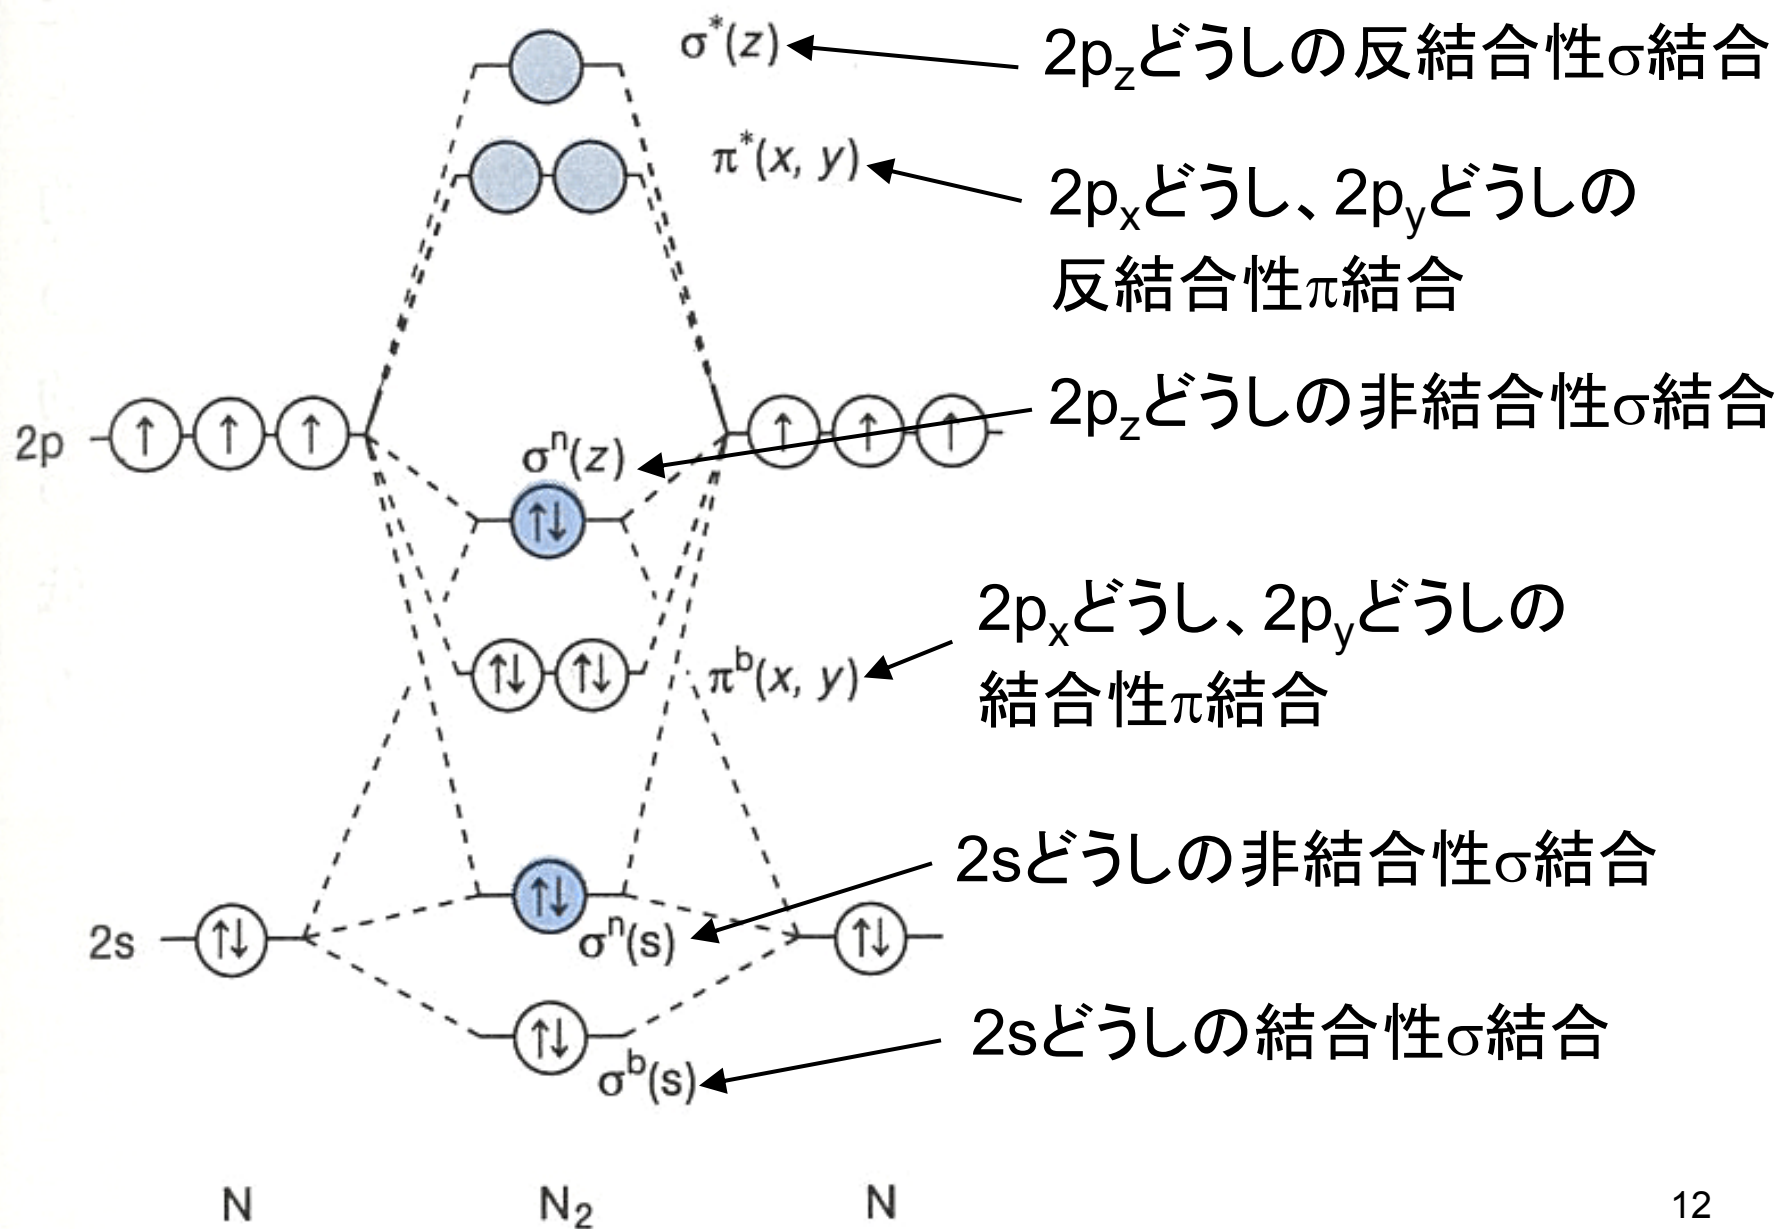 σ*(z)
2pzどうしの反結合性σ結合
π*(x, y)
2pxどうし、2pyどうしの
反結合性π結合
2p ↑ ↑ ↑
↑ ↑ ↑
σn(z)
2pzどうしの非結合性σ結合
↑↓
↑↓ ↑↓
πb(x, y)
2pxどうし、2pyどうしの
結合性π結合
2sどうしの非結合性σ結合
↑↓
σn(s)
2s ↑↓
↑↓
↑↓
σb(s)
2sどうしの結合性σ結合
N N2 N
12